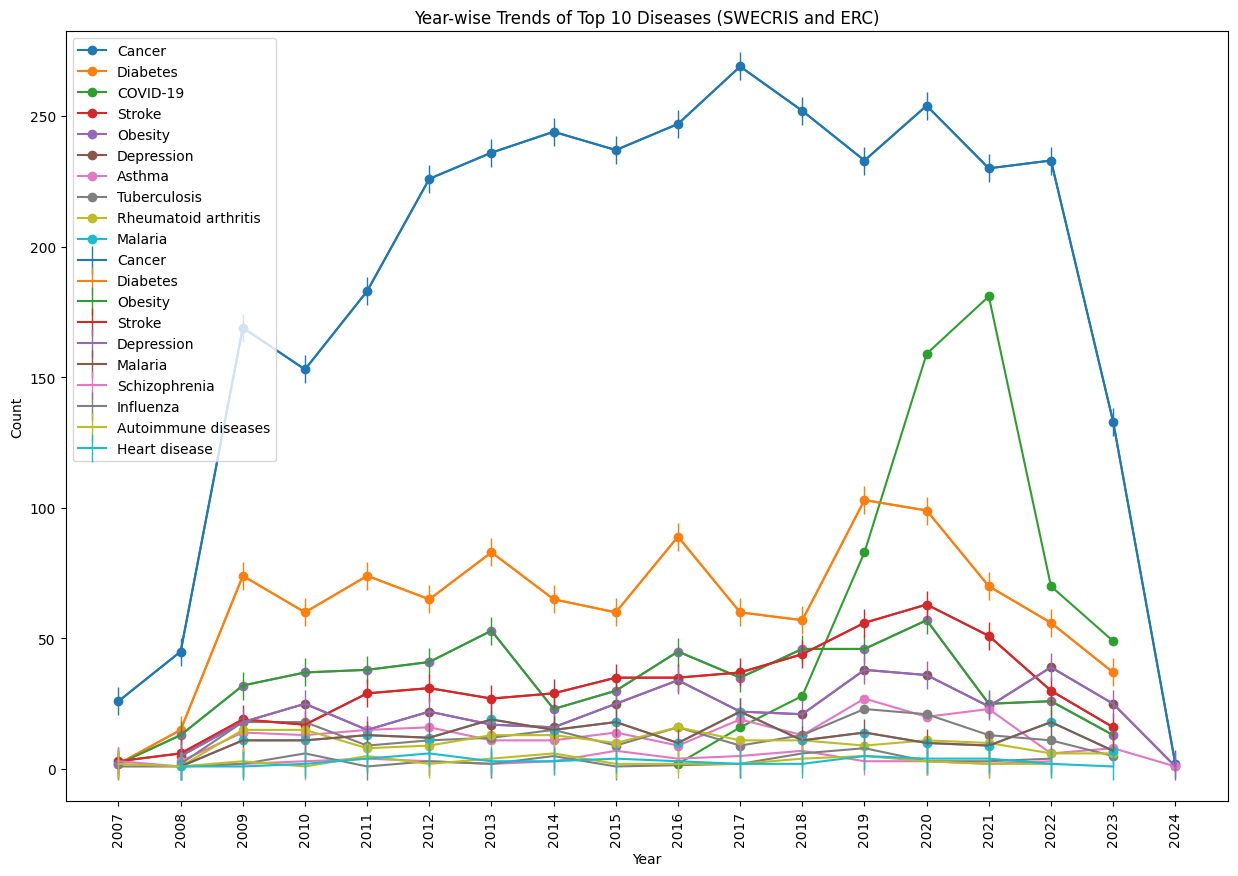 Year-wise Trends of Top 10 Diseases (SWECRIS and ERC)
Cancer
Diabetes
COVID-19
Stroke
Obesity
Depression
Asthma
Tuberculosis
Rheumatoid arthritis
Malaria
Cancer
Diabetes
Obesity
Stroke
Depression
Malaria
Schizophrenia
Influenza
Autoimmune diseases
Heart disease
Count
250
200
150
100
50
0
2007 2008 2009 2010 2011 2012 2013 2014 2015 2016 2017 2018 2019 2020 2021 2022 2023 2024
Year